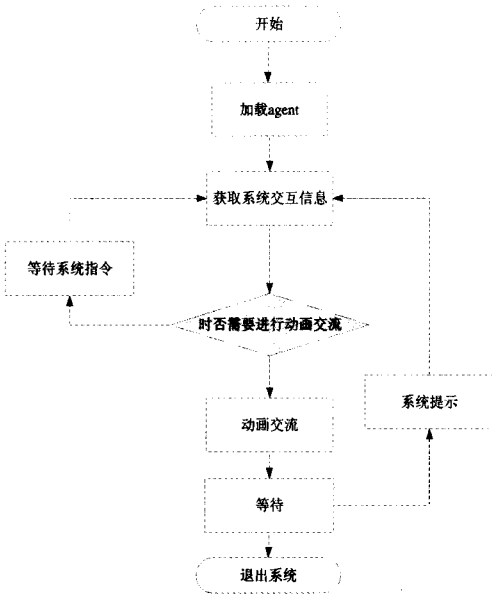 开始
加载agent
获取系统交互信息
等待系统指令
时否需要进行动画交流
系统提示
动画交流
等待
退出系统